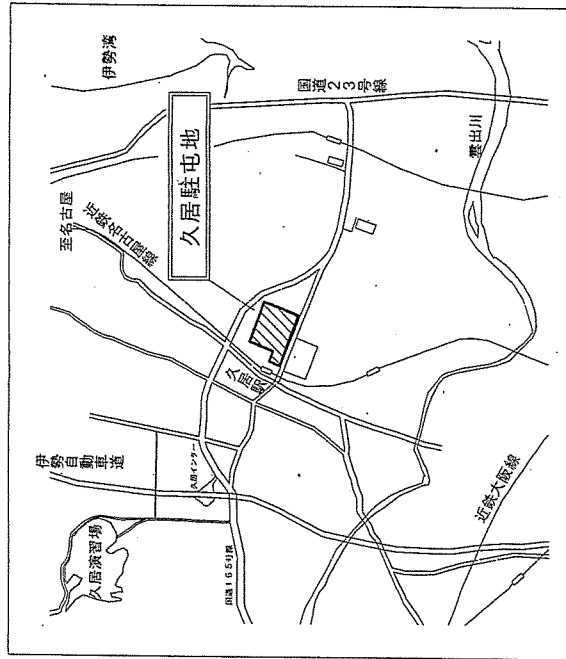 伊勢湾
国道23号線
久居駐屯地
至名古屋
近鉄名古屋線
雲出川
久居駅
伊勢自動車道
久居インター
久居演習場
国道165号線
近鉄大阪線